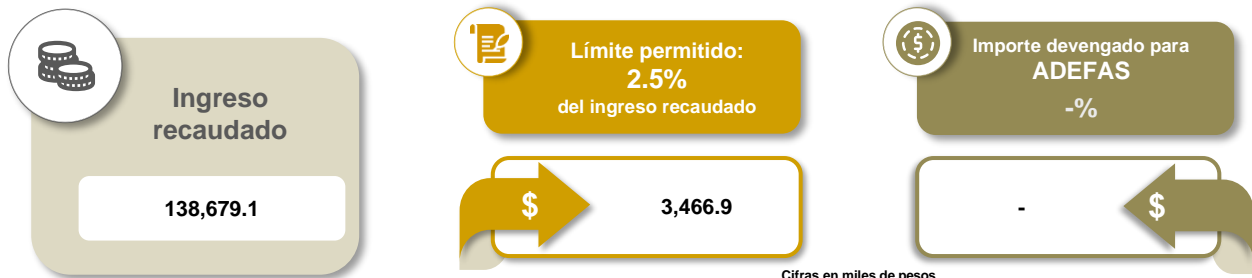 Ingreso
recaudado
138,679.1
Límite permitido:
2.5%
del ingreso recaudado
$
3,466.9
Importe devengado para
ADEFAS
-%
-
$
Cifras en miles de pesos